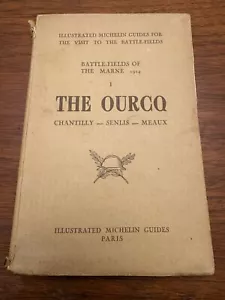 ILLUSTRATED MICHELIN GUIDES FOR
THE VISIT TO THE BATTLE-FIELDS
BATTLE-FIELDS OF
THE MARNE 1914
I
THE OURCQ
CHANTILLY — SENLIS — MEAUX
ILLUSTRATED MICHELIN GUIDES
PARIS